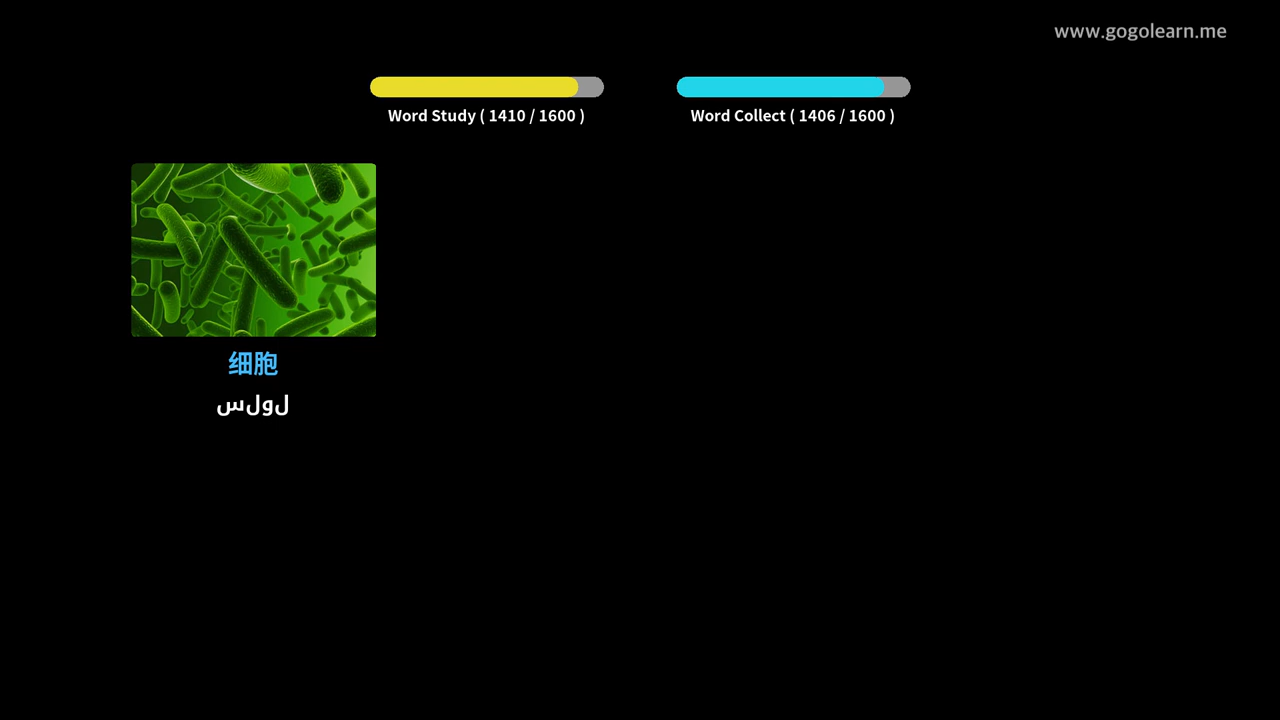 www.gogolearn.me
Word Study ( 1410 / 1600 )
Word Collect ( 1406 / 1600 )
细胞
سلول